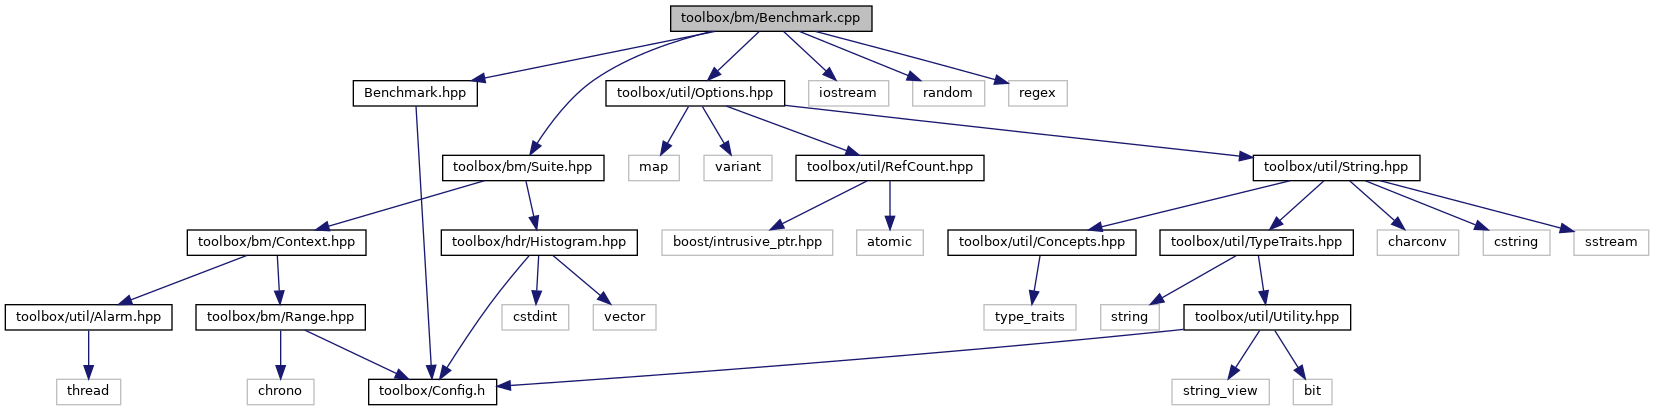 toolbox/bm/Benchmark.cpp
Benchmark.hpp
toolbox/util/Options.hpp
iostream
random
regex
toolbox/bm/Suite.hpp
map
variant
toolbox/util/RefCount.hpp
toolbox/util/String.hpp
toolbox/bm/Context.hpp
toolbox/hdr/Histogram.hpp
boost/intrusive_ptr.hpp
atomic
toolbox/util/Concepts.hpp
toolbox/util/TypeTraits.hpp
charconv
cstring
sstream
toolbox/util/Alarm.hpp
toolbox/bm/Range.hpp
cstdint
vector
type_traits
string
toolbox/util/Utility.hpp
thread
chrono
toolbox/Config.h
string_view
bit